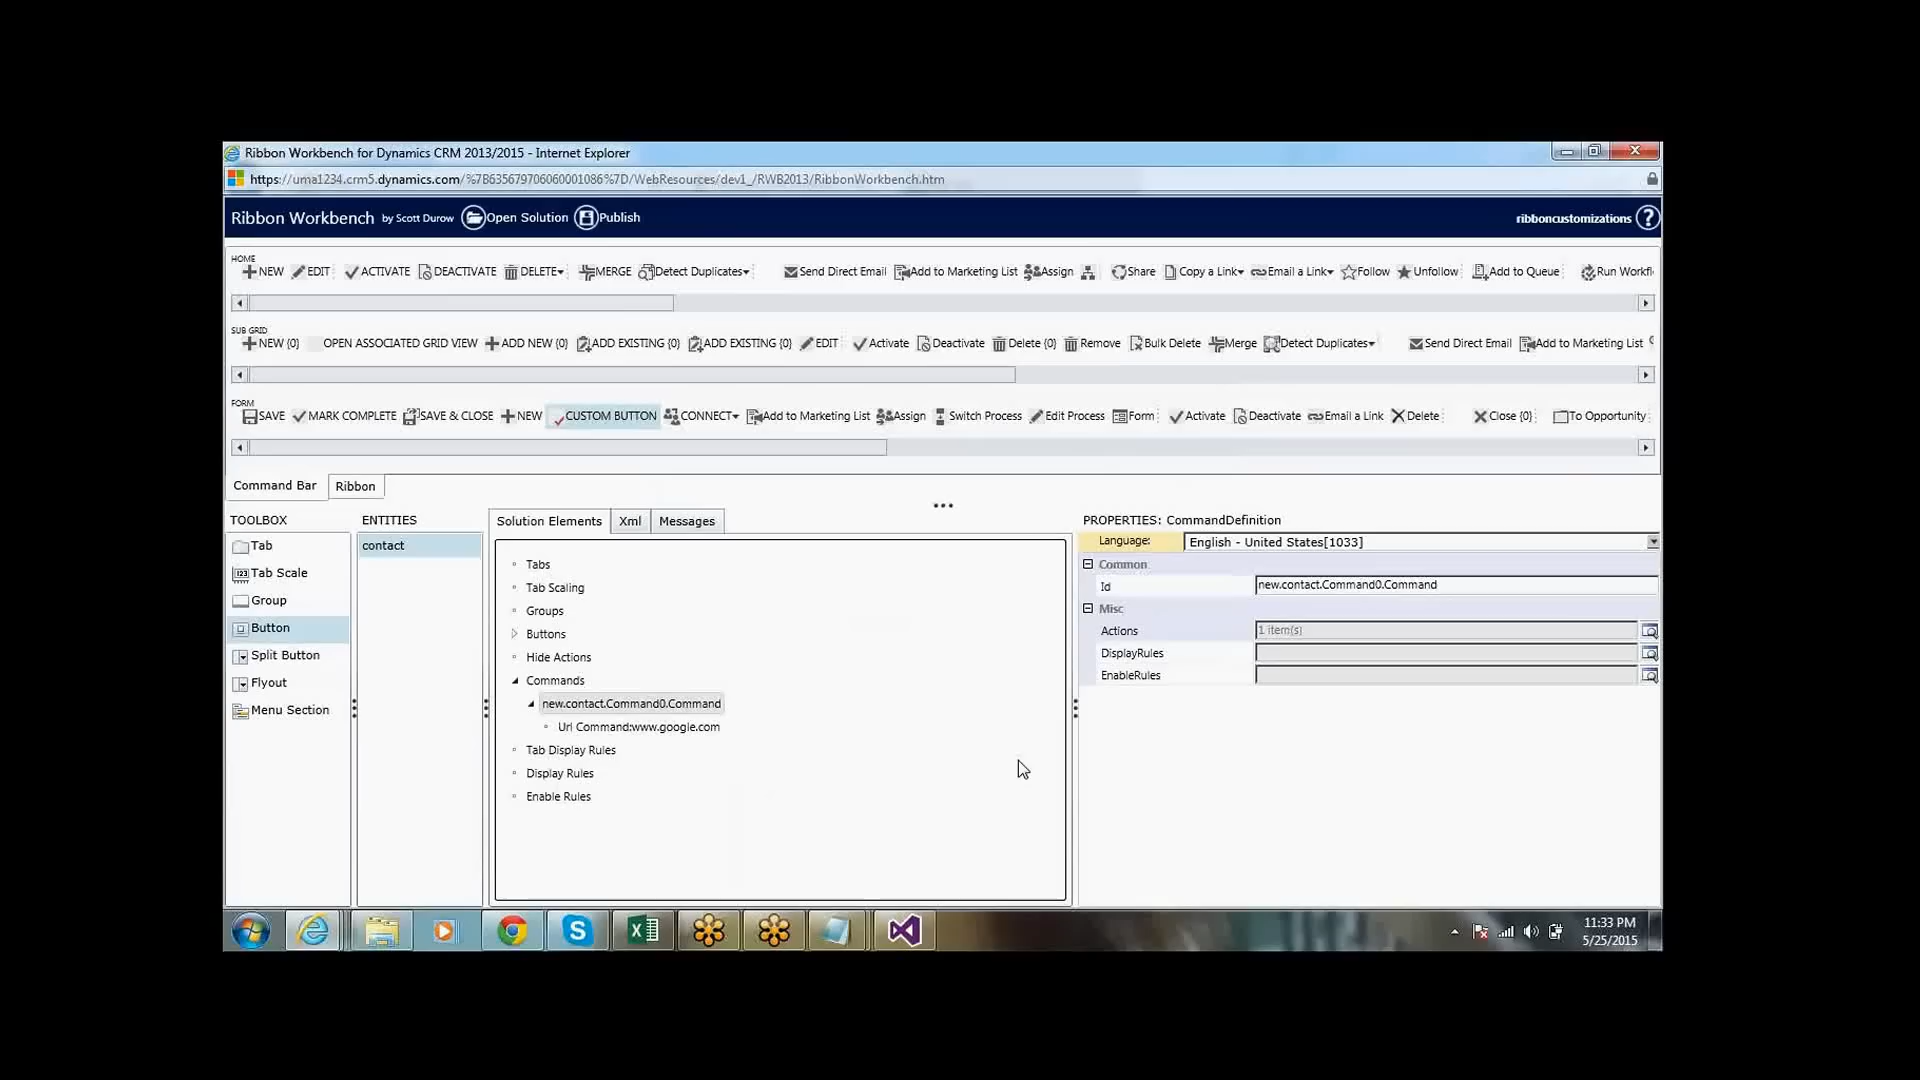 Ribbon Workbench for Dynamics CRM 2013/2015 - Internet Explorer
https://uma1234.crm5.dynamics.com/%7B635679706060001086%7D/WebResources/dev1_/RWB2013/RibbonWorkbench.htm
Ribbon Workbench by Scott Durow Open Solution Publish ribboncustomizations ?
HOME
NEW EDIT ACTIVATE DEACTIVATE DELETE MERGE Detect Duplicates Send Direct Email Add to Marketing List Assign Share Copy a Link Email a Link Follow Unfollow Add to Queue Run Workfl
SUB GRID
NEW {0} OPEN ASSOCIATED GRID VIEW ADD NEW {0} ADD EXISTING {0} ADD EXISTING {0} EDIT Activate Deactivate Delete {0} Remove Bulk Delete Merge Detect Duplicates Send Direct Email Add to Marketing List
FORM
SAVE MARK COMPLETE SAVE & CLOSE NEW CUSTOM BUTTON CONNECT Add to Marketing List Assign Switch Process Edit Process Form Activate Deactivate Email a Link Delete Close {0} To Opportunity
Command Bar Ribbon
TOOLBOX
Tab
Tab Scale
Group
Button
Split Button
Flyout
Menu Section
ENTITIES
contact
Solution Elements Xml Messages
Tabs
Tab Scaling
Groups
Buttons
Hide Actions
Commands
new.contact.Command0.Command
Url Command:www.google.com
Tab Display Rules
Display Rules
Enable Rules
PROPERTIES: CommandDefinition
Language: English - United States[1033]
Common
Id new.contact.Command0.Command
Misc
Actions 1 item(s)
DisplayRules
EnableRules
11:33 PM
5/25/2015